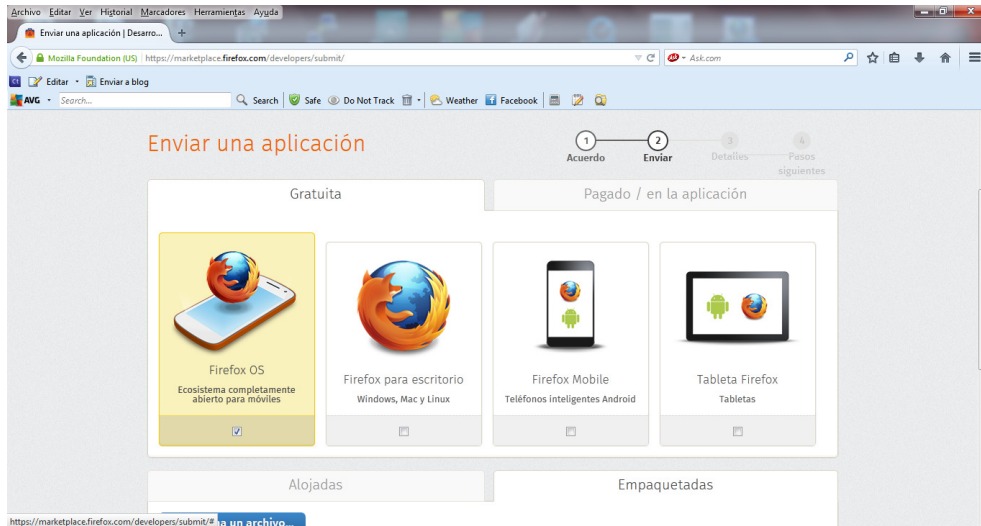 Archivo Editar Ver Historial Marcadores Herramientas Ayuda
Enviar una aplicación | Desarro... +
Mozilla Foundation (US) https://marketplace.firefox.com/developers/submit/ Ask.com
Editar Enviar a blog
AVG Search... Search Safe Do Not Track Weather Facebook
Enviar una aplicación
1 2 3 4
Acuerdo Enviar Detalles Pasos siguientes
Gratuita Pagado / en la aplicación
Firefox OS
Ecosistema completamente
abierto para móviles
Firefox para escritorio
Windows, Mac y Linux
Firefox Mobile
Teléfonos inteligentes Android
Tableta Firefox
Tabletas
Alojadas Empaquetadas
https://marketplace.firefox.com/developers/submit/# a un archivo...